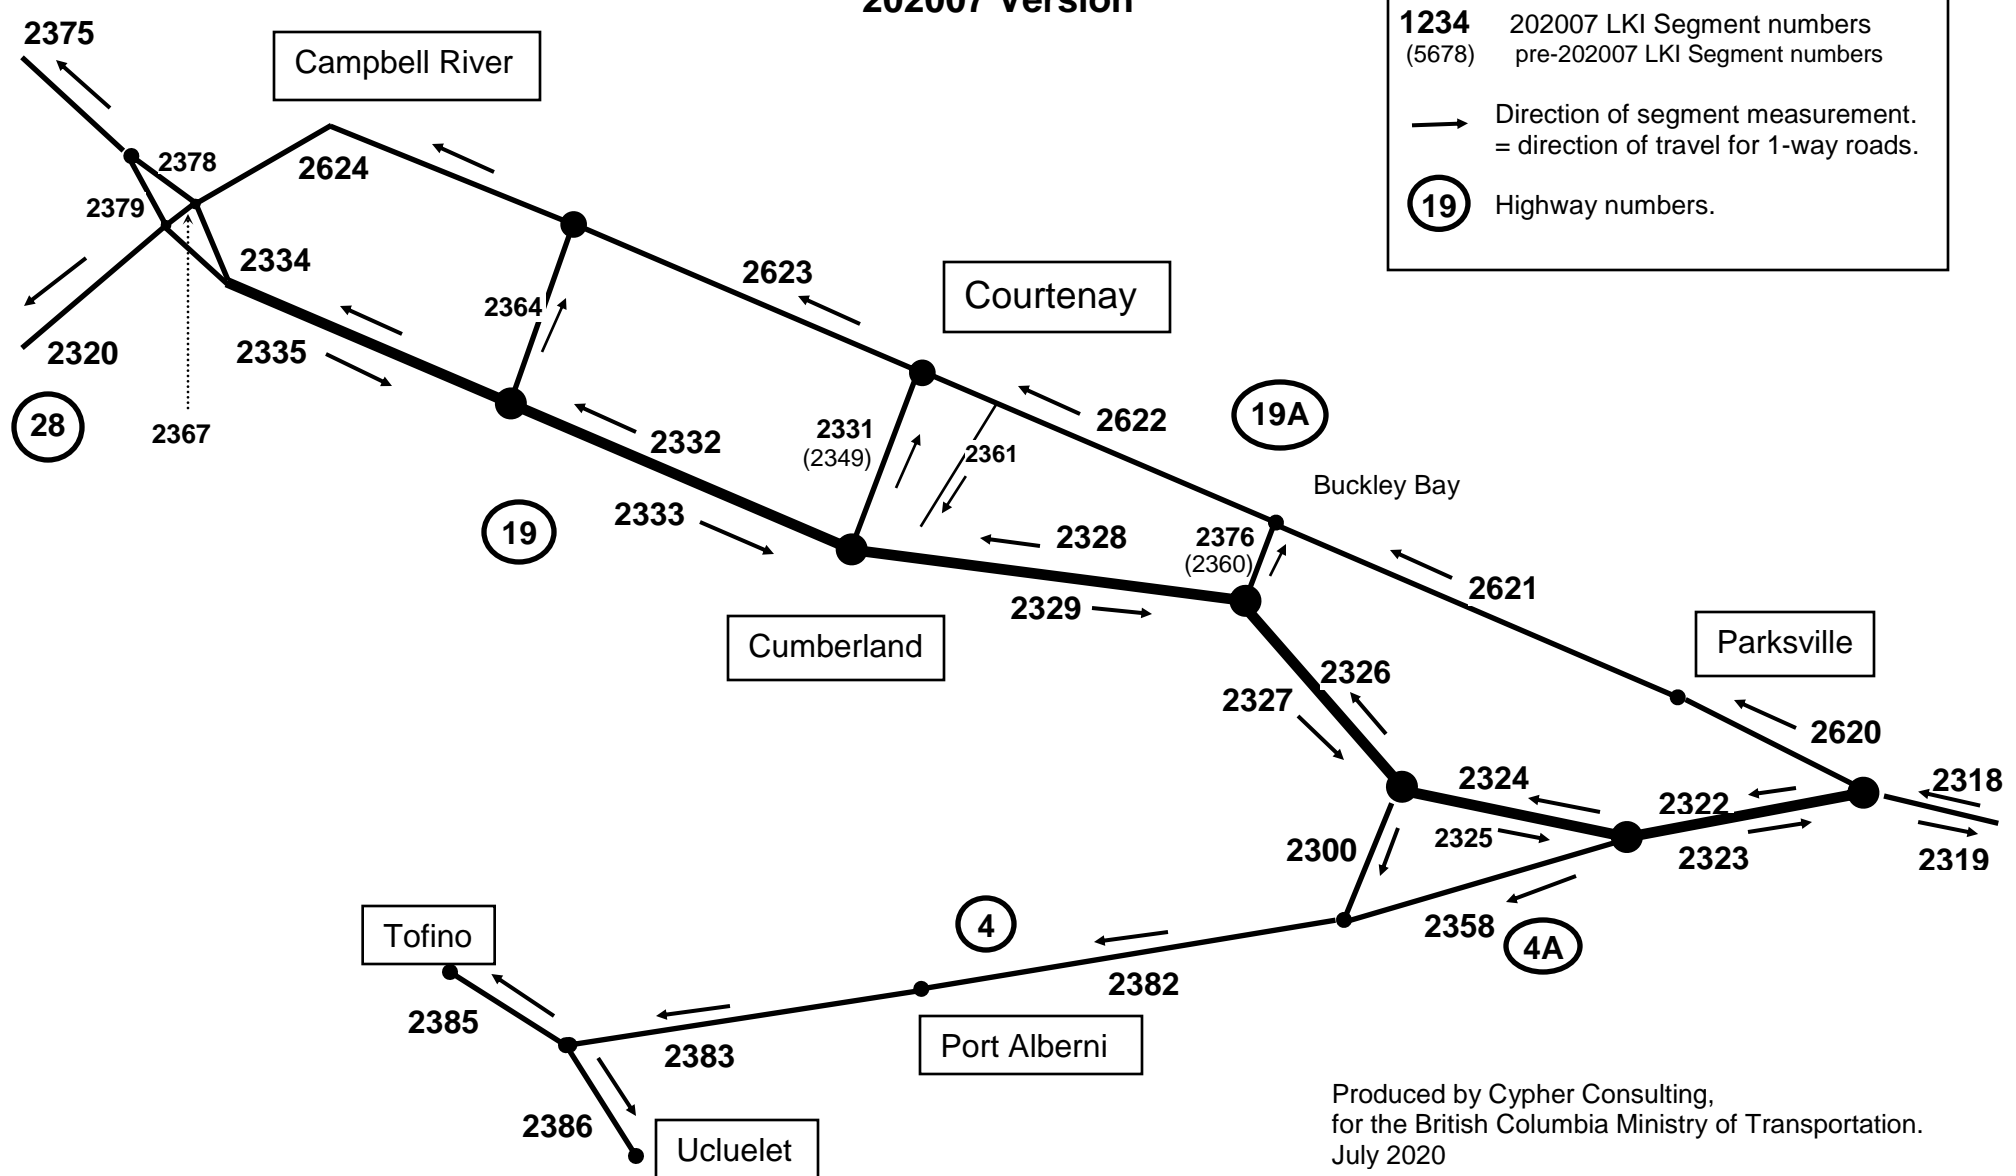 202007 Version
1234 202007 LKI Segment numbers
(5678) pre-202007 LKI Segment numbers
Direction of segment measurement.
= direction of travel for 1-way roads.
19 Highway numbers.
2375
Campbell River
2378
2624
2379
2334
2364
2623
Courtenay
2320
2335
28
2367
2332
2331
(2349)
2361
2622
19A
Buckley Bay
19
2333
2328
2376
(2360)
2621
2329
Cumberland
Parksville
2326
2327
2620
2324
2318
2322
2325
2300
2323
2319
Tofino
4
2358
4A
2382
2385
2383
Port Alberni
2386
Ucluelet
Produced by Cypher Consulting,
for the British Columbia Ministry of Transportation.
July 2020